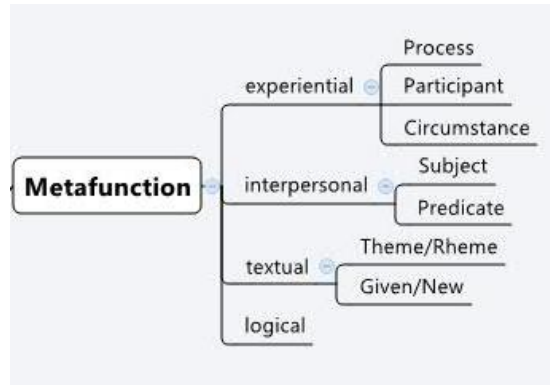 Metafunction
experiential
Process
Participant
Circumstance
interpersonal
Subject
Predicate
textual
Theme/Rheme
Given/New
logical